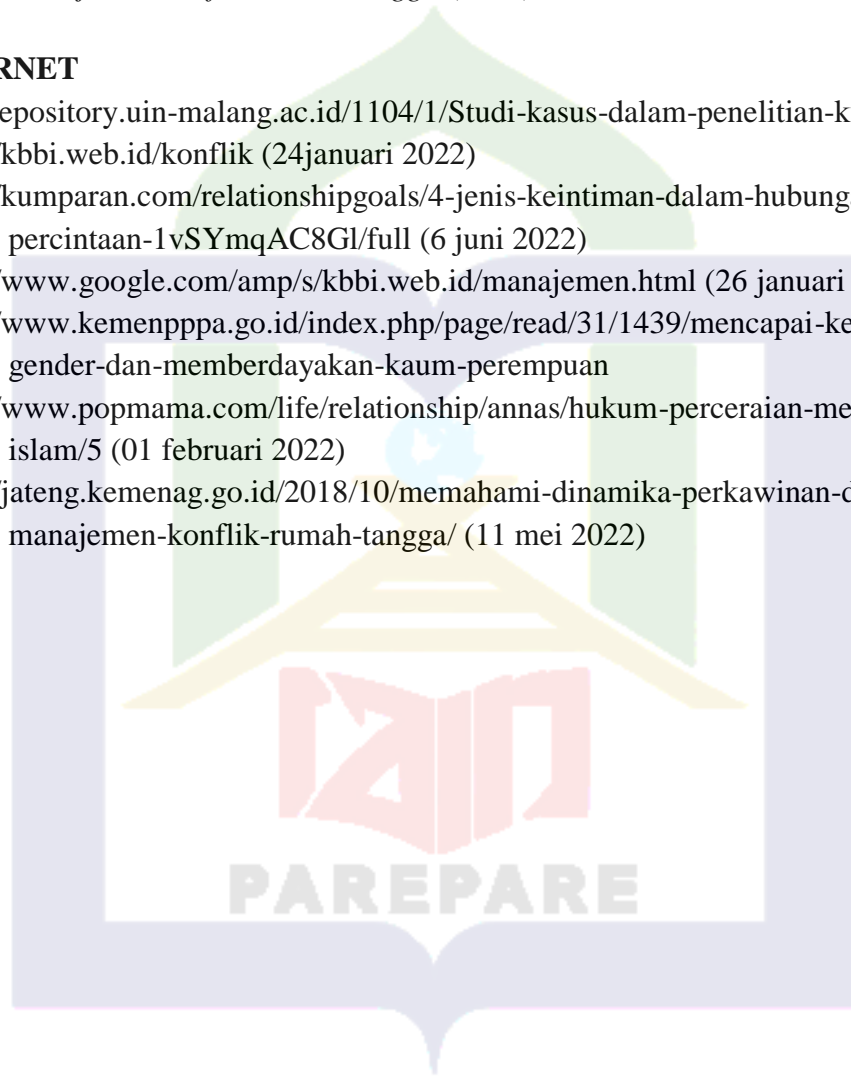 RNET
epository.uin-malang.ac.id/1104/1/Studi-kasus-dalam-penelitian-k
/kbbi.web.id/konflik (24januari 2022)
/kumparan.com/relationshipgoals/4-jenis-keintiman-dalam-hubung
percintaan-1vSYmqAC8Gl/full (6 juni 2022)
/www.google.com/amp/s/kbbi.web.id/manajemen.html (26 januari
/www.kemenpppa.go.id/index.php/page/read/31/1439/mencapai-ke
gender-dan-memberdayakan-kaum-perempuan
/www.popmama.com/life/relationship/annas/hukum-perceraian-me
islam/5 (01 februari 2022)
/jateng.kemenag.go.id/2018/10/memahami-dinamika-perkawinan-d
manajemen-konflik-rumah-tangga/ (11 mei 2022)
iain
PAREPARE